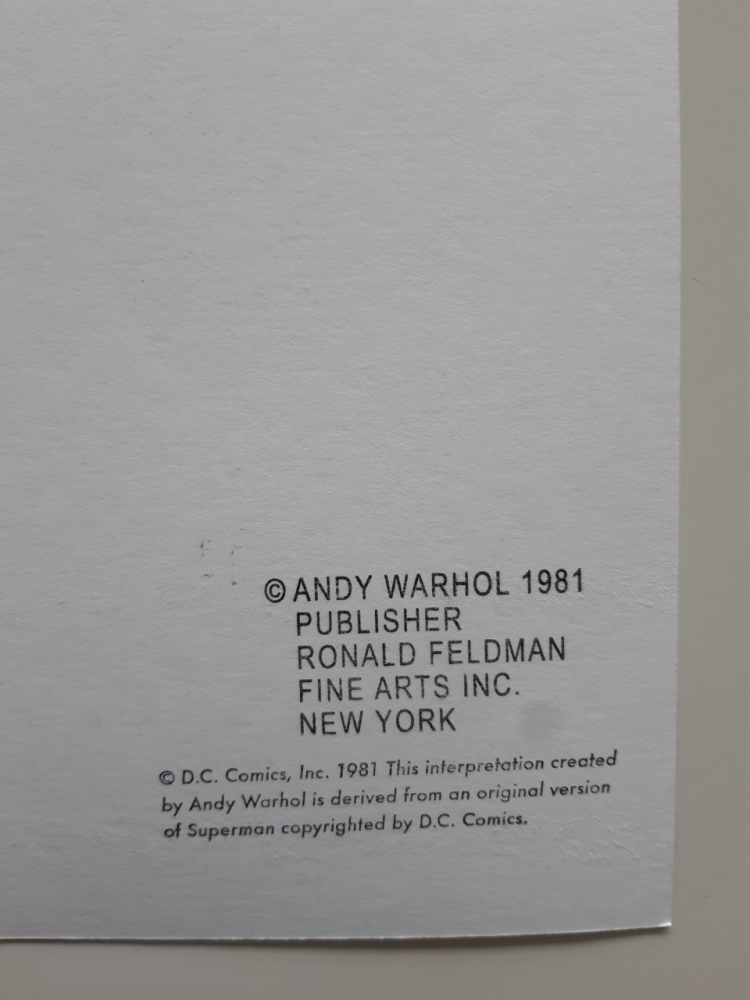 © ANDY WARHOL 1981
PUBLISHER
RONALD FELDMAN
FINE ARTS INC.
NEW YORK
© D.C. Comics, Inc. 1981 This interpretation created
by Andy Warhol is derived from an original version
of Superman copyrighted by D.C. Comics.